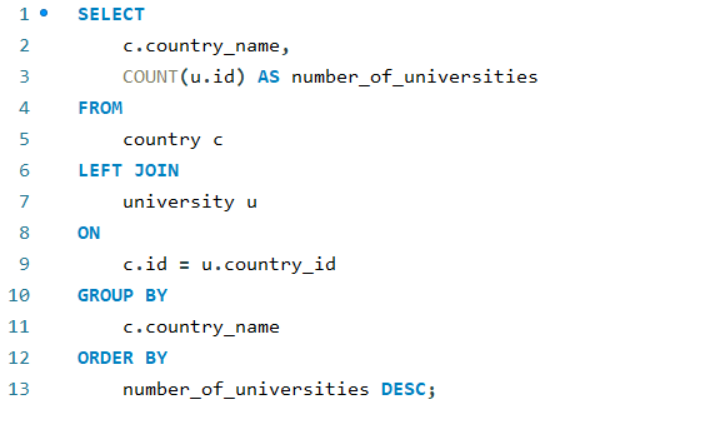 1 SELECT
2 c.country_name,
3 COUNT(u.id) AS number_of_universities
4 FROM
5 country c
6 LEFT JOIN
7 university u
8 ON
9 c.id = u.country_id
10 GROUP BY
11 c.country_name
12 ORDER BY
13 number_of_universities DESC;